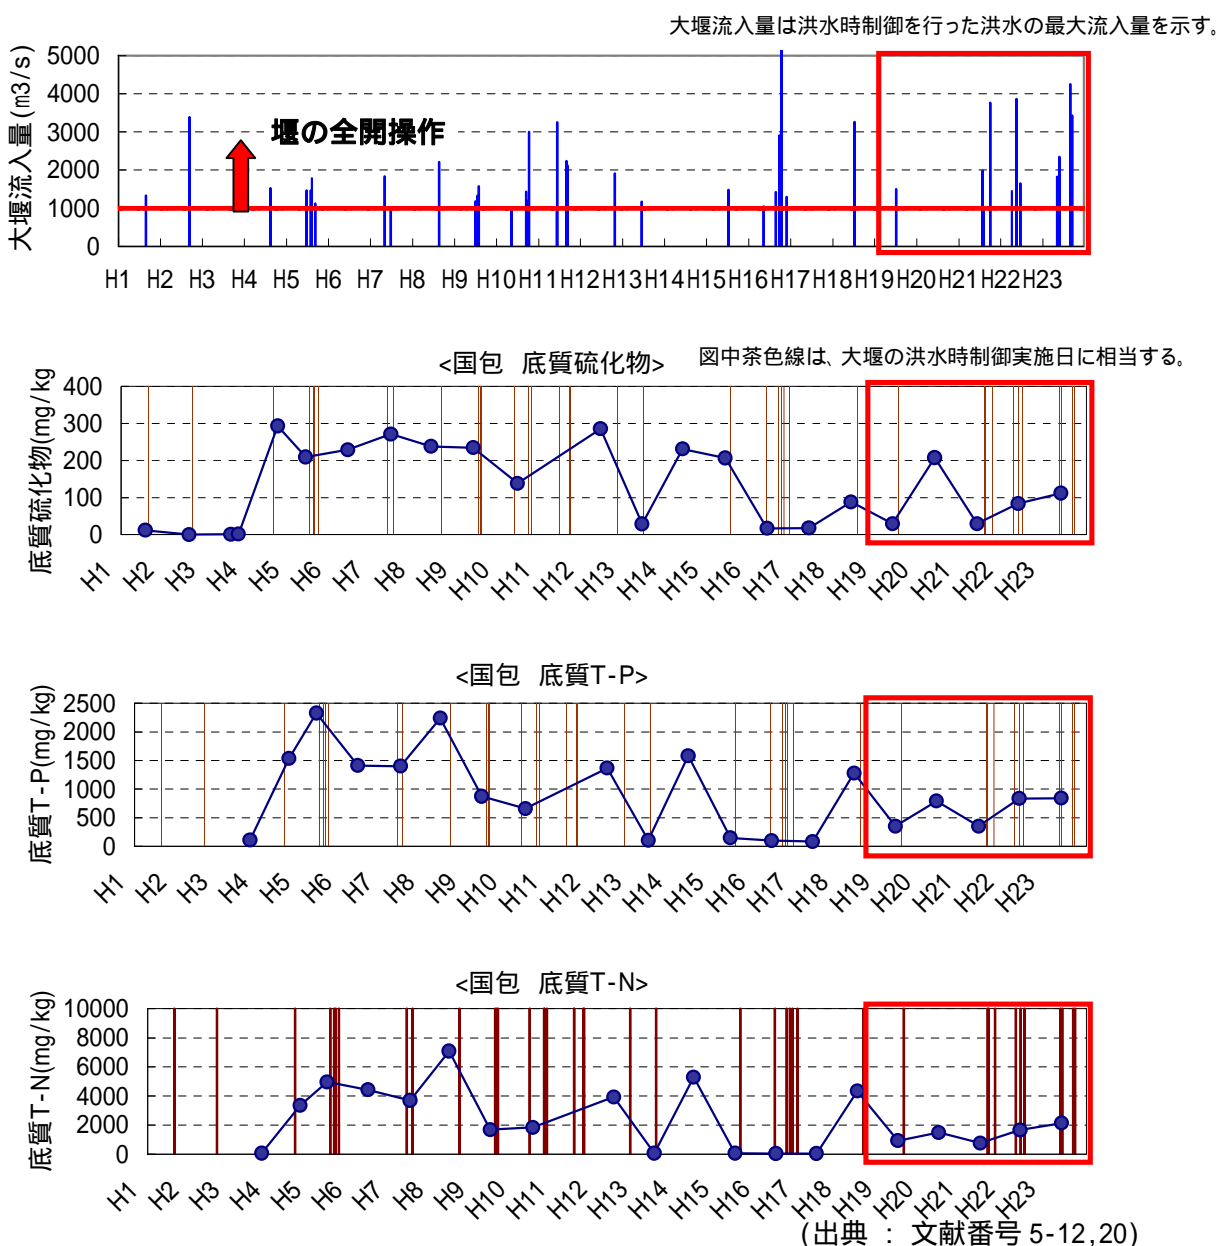 大堰流入量は洪水時制御を行った洪水の最大流入量を示す。
大堰流入量(m3/s)
5000
4000
3000
2000
1000
0
堰の全開操作
H1 H2 H3 H4 H5 H6 H7 H8 H9 H10 H11 H12 H13 H14 H15 H16 H17 H18 H19 H20 H21 H22 H23
<国包 底質硫化物>
図中茶色線は、大堰の洪水時制御実施日に相当する。
底質硫化物(mg/kg
400
300
200
100
0
H1 H2 H3 H4 H5 H6 H7 H8 H9 H10 H11 H12 H13 H14 H15 H16 H17 H18 H19 H20 H21 H22 H23
<国包 底質T-P>
底質T-P(mg/kg)
2500
2000
1500
1000
500
0
H1 H2 H3 H4 H5 H6 H7 H8 H9 H10 H11 H12 H13 H14 H15 H16 H17 H18 H19 H20 H21 H22 H23
<国包 底質T-N>
底質T-N(mg/kg)
10000
8000
6000
4000
2000
0
H1 H2 H3 H4 H5 H6 H7 H8 H9 H10 H11 H12 H13 H14 H15 H16 H17 H18 H19 H20 H21 H22 H23
(出典 : 文献番号 5-12,20)